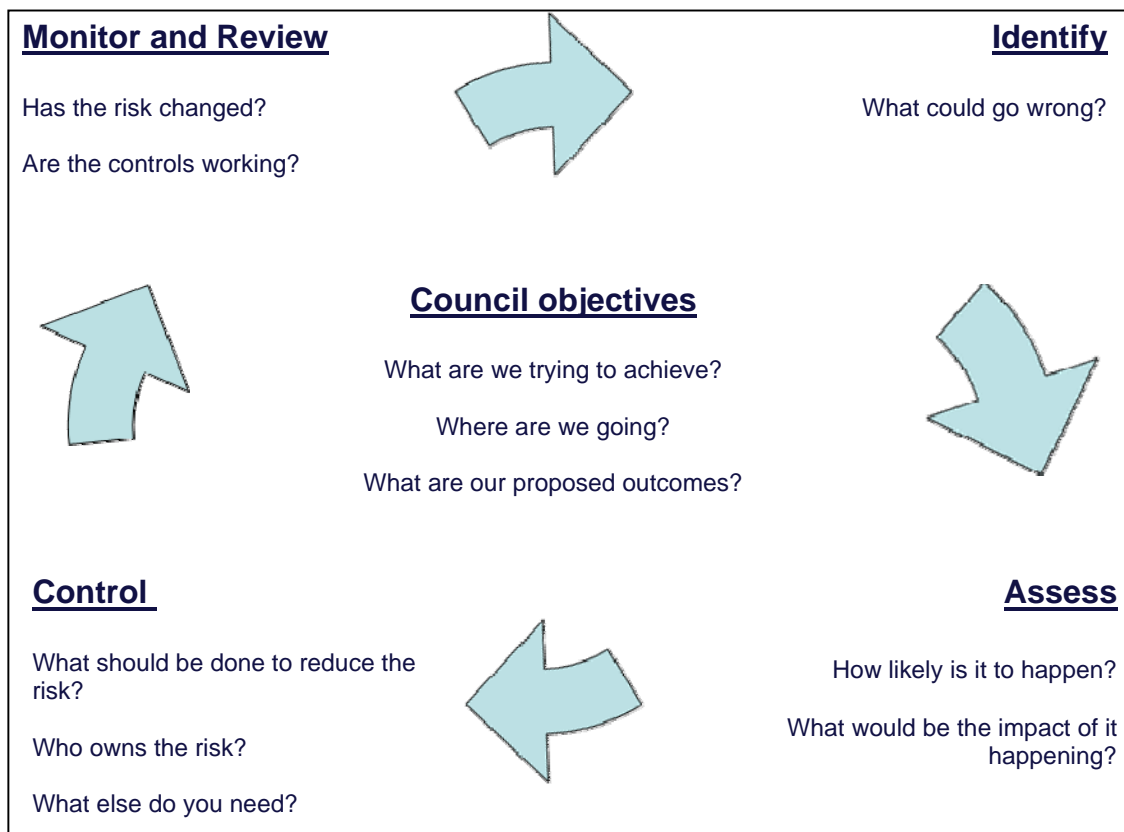 Monitor and Review
Has the risk changed?
Are the controls working?
Identify
What could go wrong?
Council objectives
What are we trying to achieve?
Where are we going?
What are our proposed outcomes?
Control
What should be done to reduce the
risk?
Who owns the risk?
What else do you need?
Assess
How likely is it to happen?
What would be the impact of it
happening?